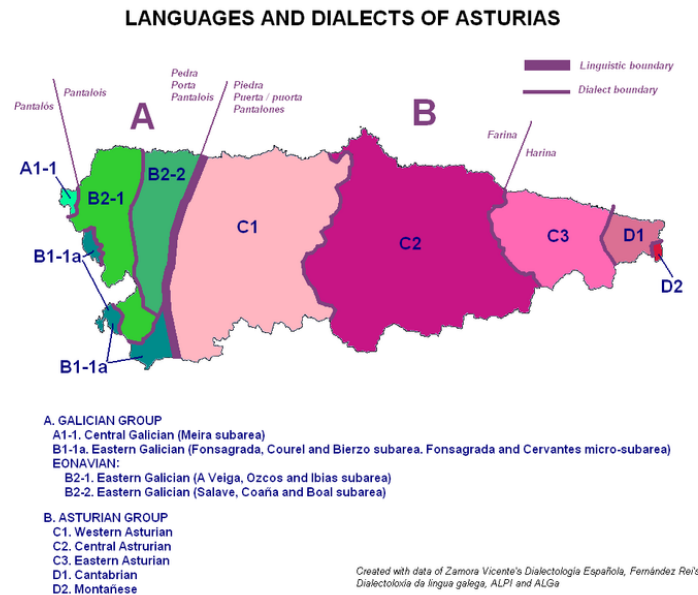 LANGUAGES AND DIALECTS OF ASTURIAS
Pantalois
Pantalós
Pedra
Porta
Pantalois
Piedra
Puerta / puorta
Pantalones
Linguistic boundary
Dialect boundary
A
B
Farina
Harina
A1-1
B2-1
B2-2
C1
C2
C3
D1
D2
B1-1a
B1-1a
A. GALICIAN GROUP
A1-1. Central Galician (Meira subarea)
B1-1a. Eastern Galician (Fonsagrada, Courel and Bierzo subarea. Fonsagrada and Cervantes micro-subarea)
EONAVIAN:
B2-1. Eastern Galician (A Veiga, Ozcos and Ibias subarea)
B2-2. Eastern Galician (Salave, Coaña and Boal subarea)
B. ASTURIAN GROUP
C1. Western Asturian
C2. Central Astrurian
C3. Eastern Asturian
D1. Cantabrian
D2. Montañese
Created with data of Zamora Vicente's Dialectología Española, Fernández Rei's
Dialectoloxía da lingua galega, ALPI and ALGa